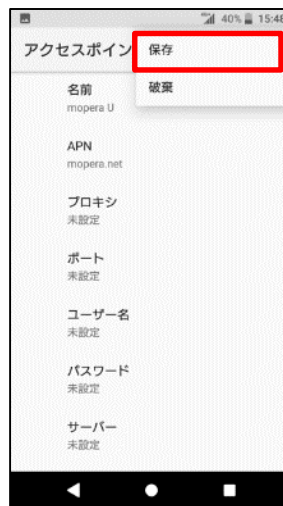 40% 15:48
アクセスポイン
保存
破棄
名前
mopera U
APN
mopera.net
プロキシ
未設定
ポート
未設定
ユーザー名
未設定
パスワード
未設定
サーバー
未設定